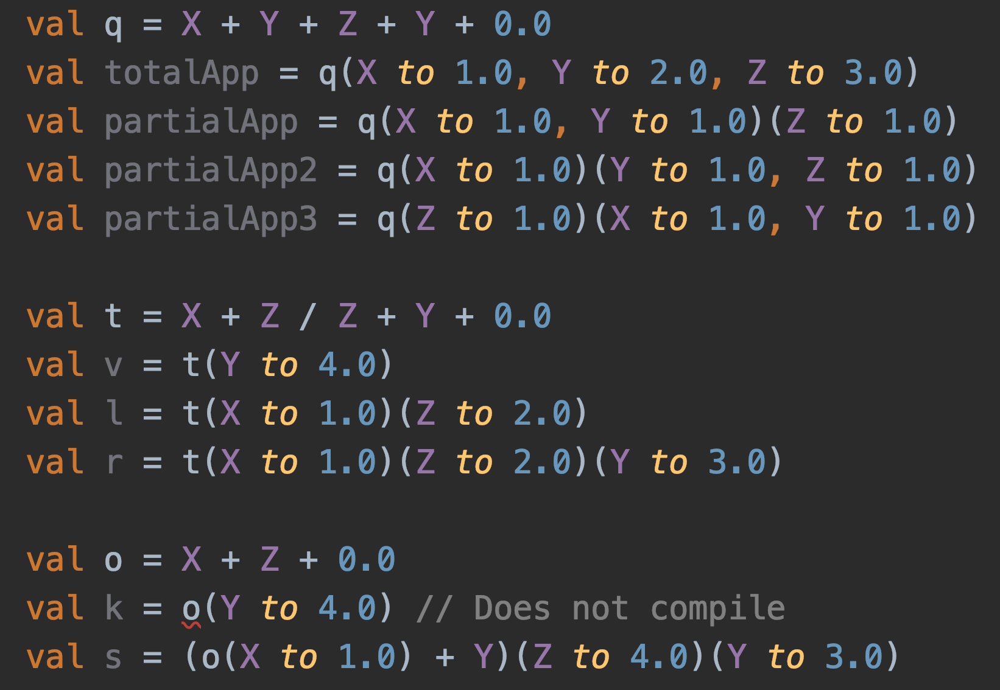 val q = X + Y + Z + Y + 0.0
val totalApp = q(X to 1.0, Y to 2.0, Z to 3.0)
val partialApp = q(X to 1.0, Y to 1.0)(Z to 1.0)
val partialApp2 = q(X to 1.0)(Y to 1.0, Z to 1.0)
val partialApp3 = q(Z to 1.0)(X to 1.0, Y to 1.0)
val t = X + Z / Z + Y + 0.0
val v = t(Y to 4.0)
val l = t(X to 1.0)(Z to 2.0)
val r = t(X to 1.0)(Z to 2.0)(Y to 3.0)
val o = X + Z + 0.0
val k = o(Y to 4.0) // Does not compile
val s = (o(X to 1.0) + Y)(Z to 4.0)(Y to 3.0)